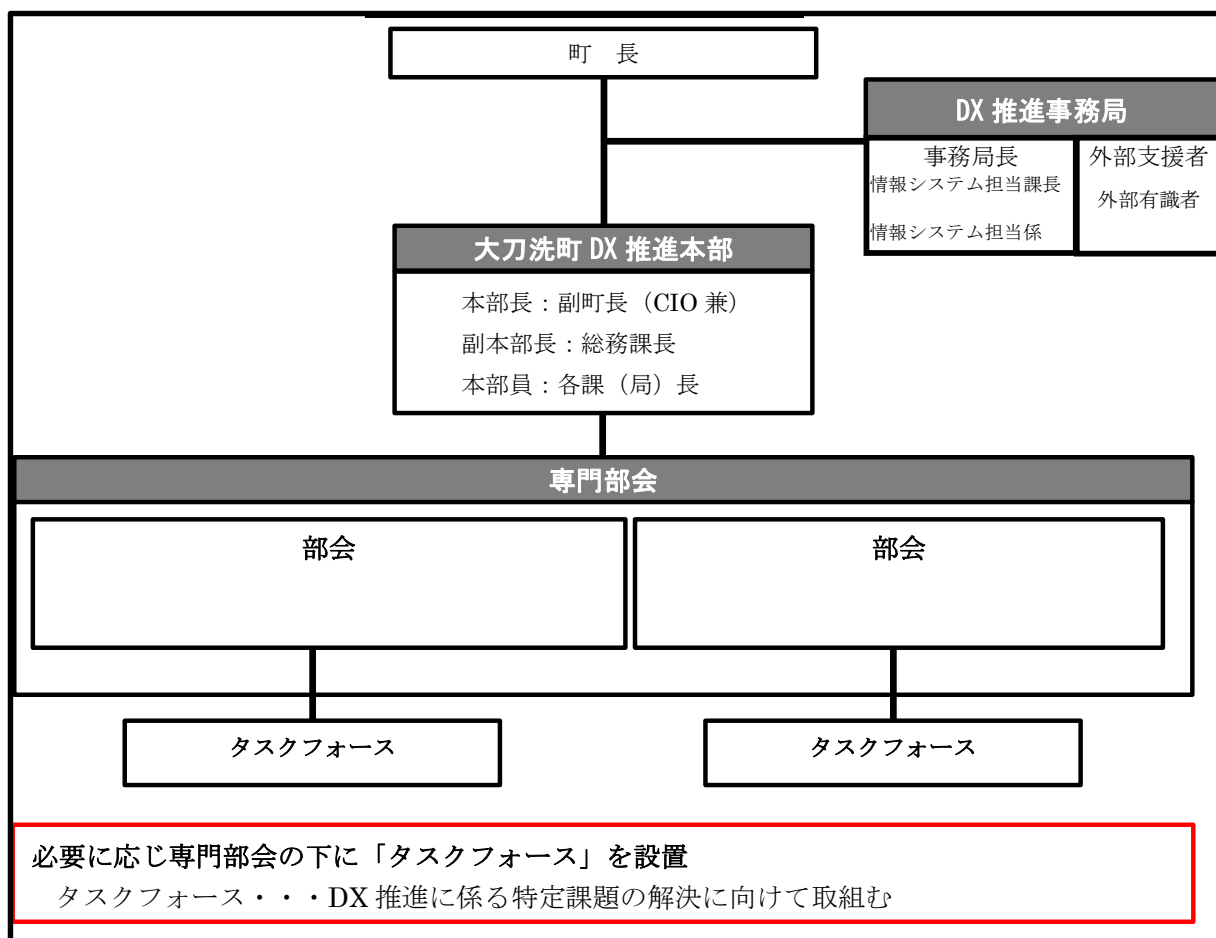 町　長
DX 推進事務局
事務局長
情報システム担当課長
情報システム担当係
外部支援者
外部有識者
大刀洗町 DX 推進本部
本部長：副町長（CIO 兼）
副本部長：総務課長
本部員：各課（局）長
専門部会
部会
部会
タスクフォース
タスクフォース
必要に応じ専門部会の下に「タスクフォース」を設置
タスクフォース・・・DX 推進に係る特定課題の解決に向けて取組む